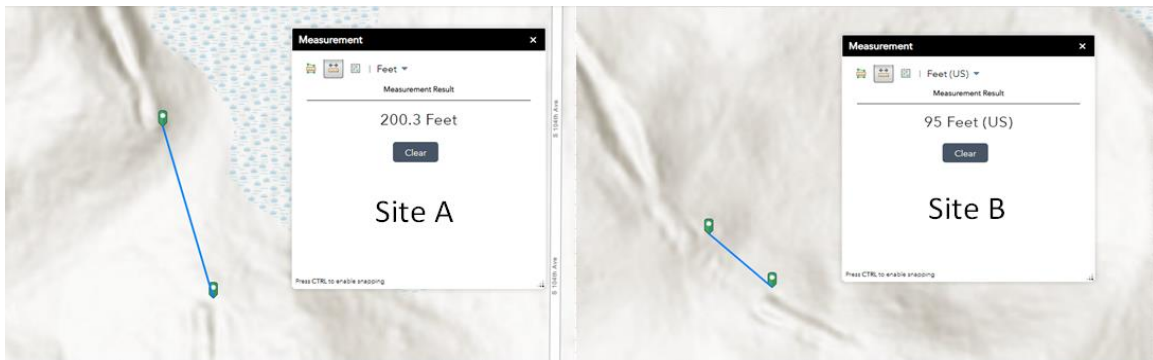 Measurement ×
Feet
Measurement Result
200.3 Feet
Clear
Site A
Press CTRL to enable snapping
S 104th Ave
S 104th Ave
Measurement ×
Feet (US)
Measurement Result
95 Feet (US)
Clear
Site B
Press CTRL to enable snapping